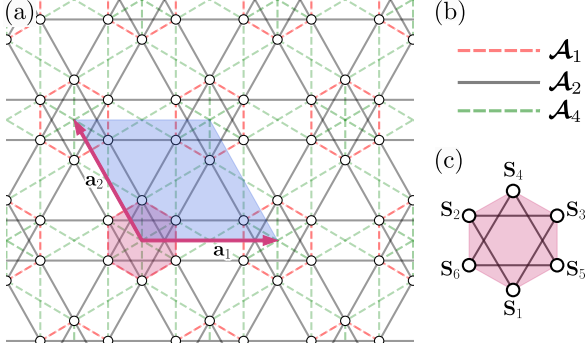 (a)
a₂
a₁
(b)
𝓐₁
𝓐₂
𝓐₄
(c)
S₄
S₂ S₃
S₆ S₅
S₁